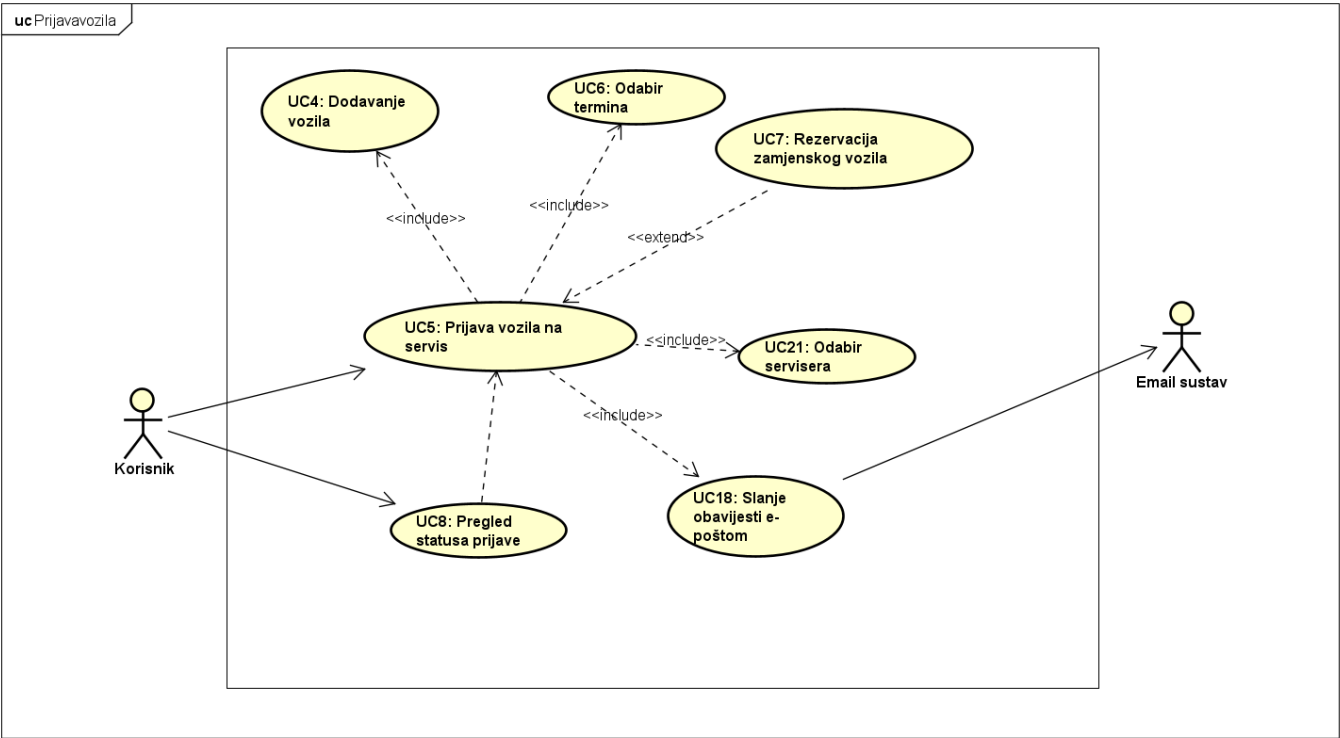 uc Prijavavozila
UC4: Dodavanje
vozila
UC6: Odabir
termina
UC7: Rezervacija
zamjenskog vozila
<<include>>
<<include>>
<<extend>>
UC5: Prijava vozila na
servis
<<include>>
UC21: Odabir
servisera
Email sustav
<<include>>
Korisnik
UC8: Pregled
statusa prijave
UC18: Slanje
obavijesti e-
poštom